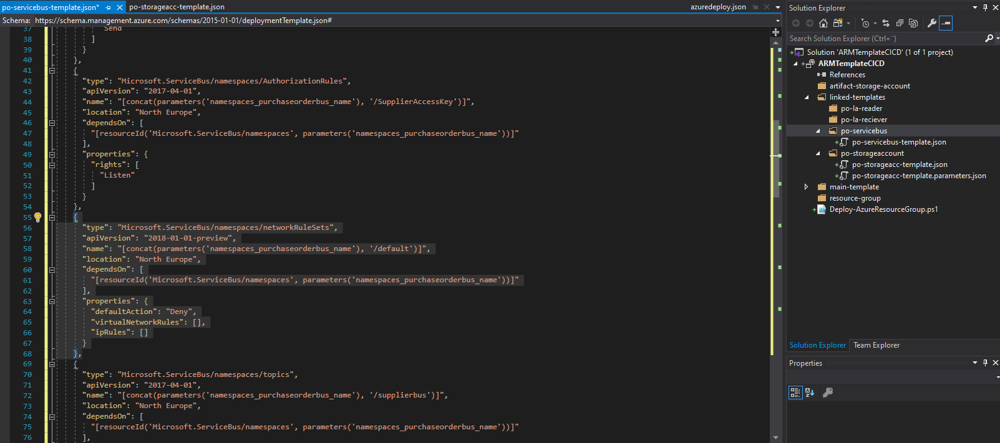 po-servicebus-template.json*
po-storageacc-template.json
azuredeploy.json
Schema: https://schema.management.azure.com/schemas/2015-01-01/deploymentTemplate.json#
37 "Send"
38 ]
39 }
40 },
41 {
42 "type": "Microsoft.ServiceBus/namespaces/AuthorizationRules",
43 "apiVersion": "2017-04-01",
44 "name": "[concat(parameters('namespaces_purchaseorderbus_name'), '/SupplierAccessKey')]",
45 "location": "North Europe",
46 "dependsOn": [
47 "[resourceId('Microsoft.ServiceBus/namespaces', parameters('namespaces_purchaseorderbus_name'))]"
48 ],
49 "properties": {
50 "rights": [
51 "Listen"
52 ]
53 }
54 },
55 {
56 "type": "Microsoft.ServiceBus/namespaces/networkRuleSets",
57 "apiVersion": "2018-01-01-preview",
58 "name": "[concat(parameters('namespaces_purchaseorderbus_name'), '/default')]",
59 "location": "North Europe",
60 "dependsOn": [
61 "[resourceId('Microsoft.ServiceBus/namespaces', parameters('namespaces_purchaseorderbus_name'))]"
62 ],
63 "properties": {
64 "defaultAction": "Deny",
65 "virtualNetworkRules": [],
66 "ipRules": []
67 }
68 },
69 {
70 "type": "Microsoft.ServiceBus/namespaces/topics",
71 "apiVersion": "2017-04-01",
72 "name": "[concat(parameters('namespaces_purchaseorderbus_name'), '/supplierbus')]",
73 "location": "North Europe",
74 "dependsOn": [
75 "[resourceId('Microsoft.ServiceBus/namespaces', parameters('namespaces_purchaseorderbus_name'))]"
76 ],
Solution Explorer
Search Solution Explorer (Ctrl+¨)
Solution 'ARMTemplateCICD' (1 of 1 project)
ARMTemplateCICD
References
artifact-storage-account
linked-templates
po-la-reader
po-la-reciever
po-servicebus
po-servicebus-template.json
po-storageaccount
po-storageacc-template.json
po-storageacc-template.parameters.json
main-template
resource-group
Deploy-AzureResourceGroup.ps1
Solution Explorer
Team Explorer
Properties